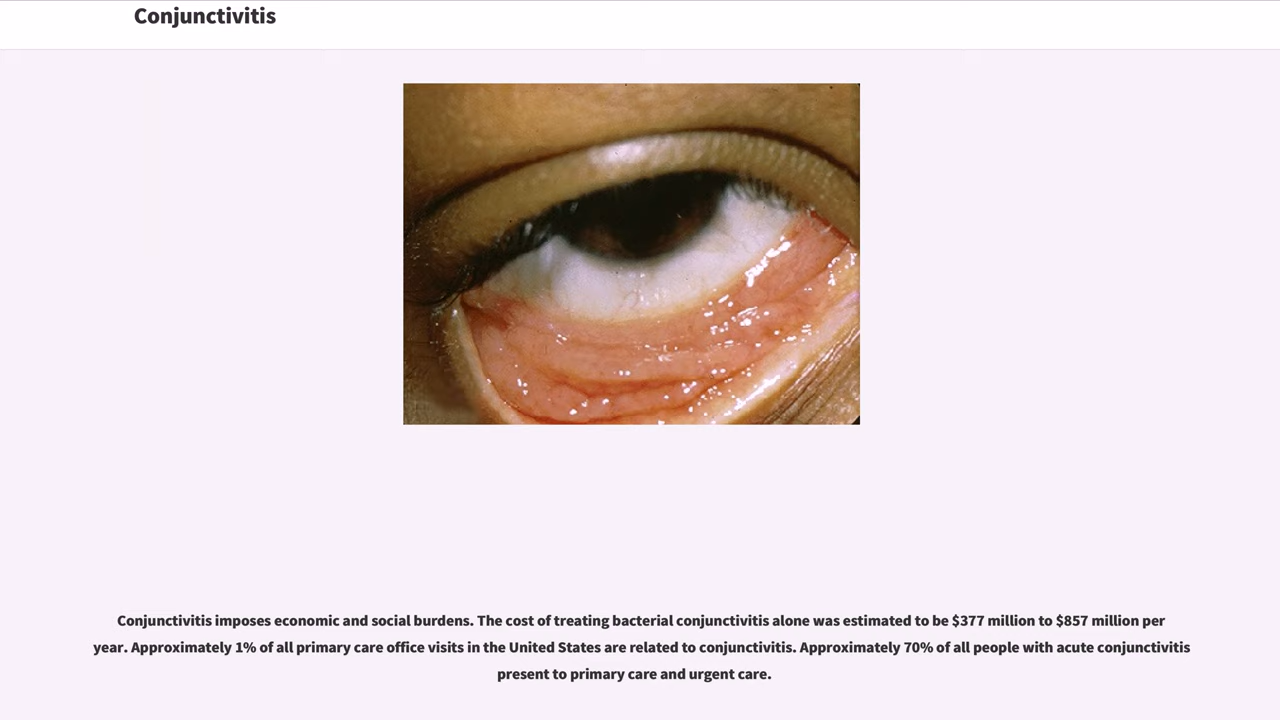 Conjunctivitis
Conjunctivitis imposes economic and social burdens. The cost of treating bacterial conjunctivitis alone was estimated to be $377 million to $857 million per
year. Approximately 1% of all primary care office visits in the United States are related to conjunctivitis. Approximately 70% of all people with acute conjunctivitis
present to primary care and urgent care.